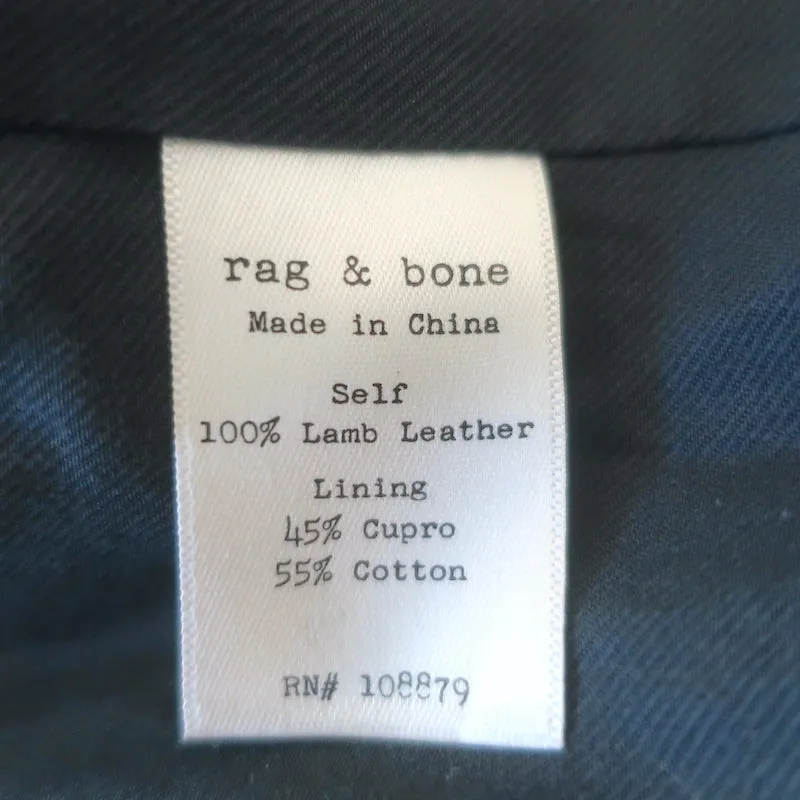 rag & bone
Made in China
Self
100% Lamb Leather
Lining
45% Cupro
55% Cotton
RN# 108879